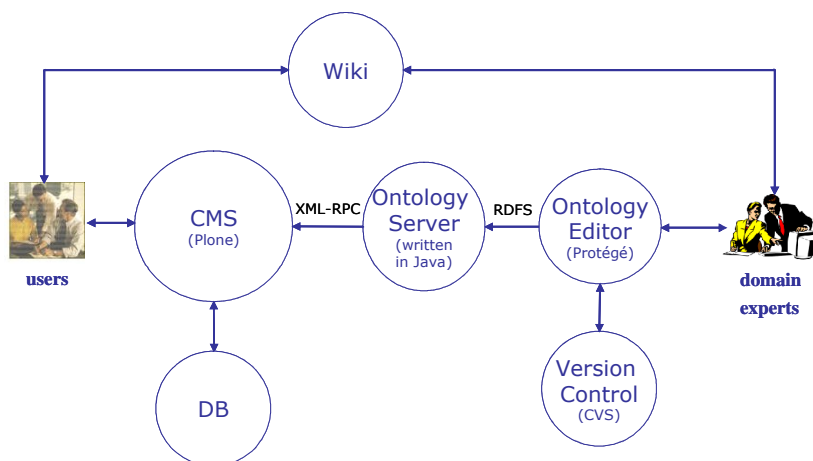 Wiki
CMS
(Plone)
XML-RPC
Ontology
Server
(written
in Java)
RDFS
Ontology
Editor
(Protégé)
users
domain
experts
DB
Version
Control
(CVS)